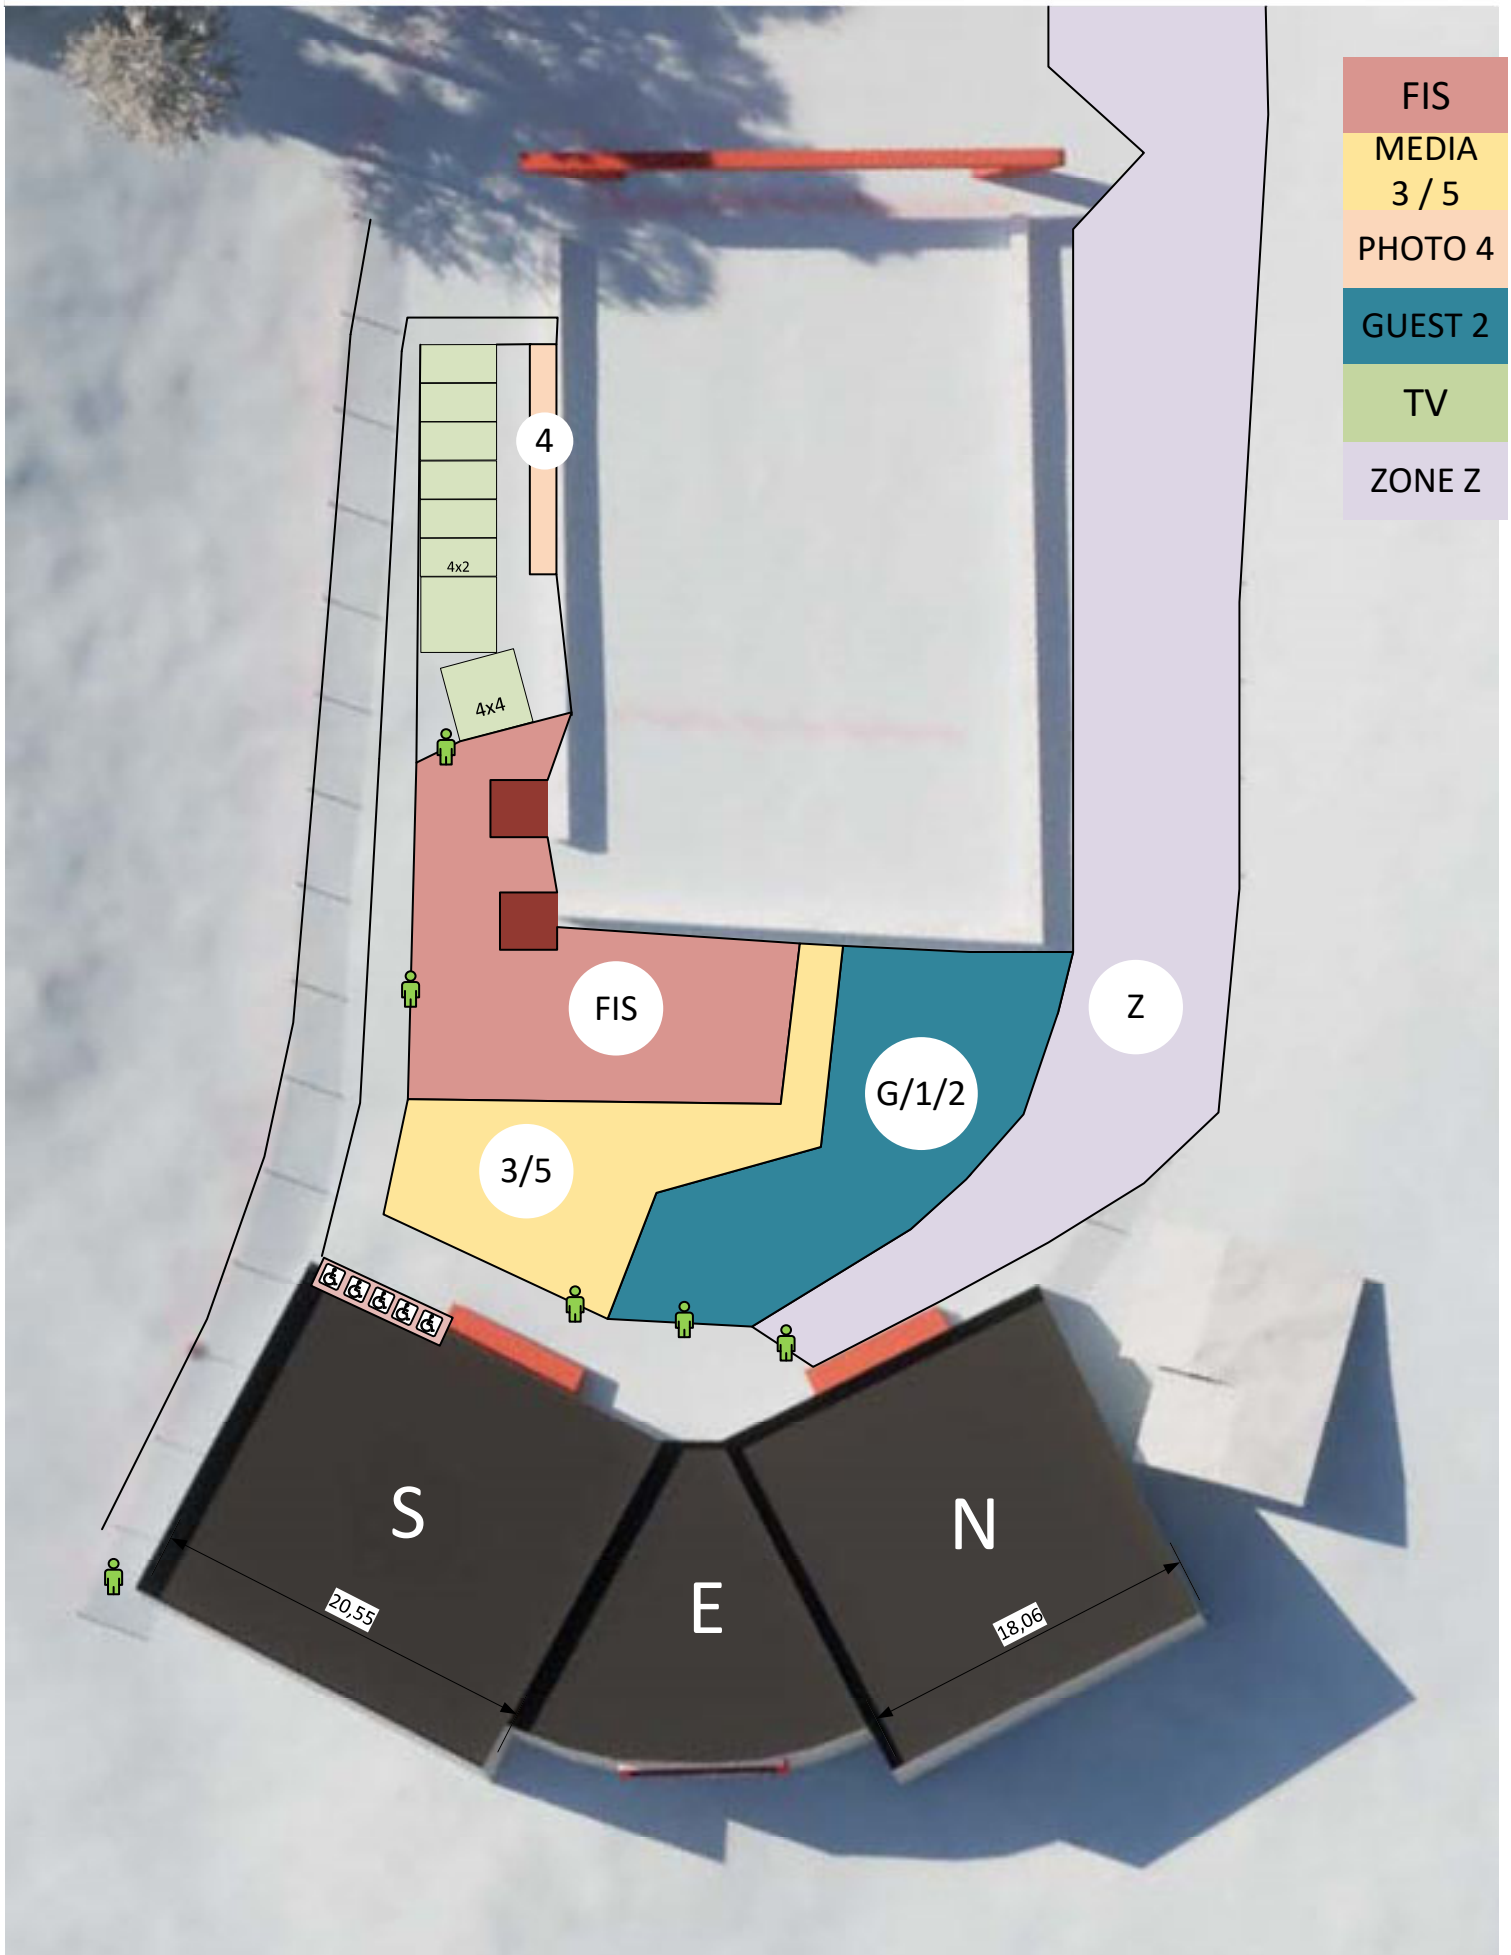 FIS
MEDIA
3 / 5
PHOTO 4
GUEST 2
TV
ZONE Z
4
4x2
4x4
FIS
Z
G/1/2
3/5
S
N
E
20,55
18,06